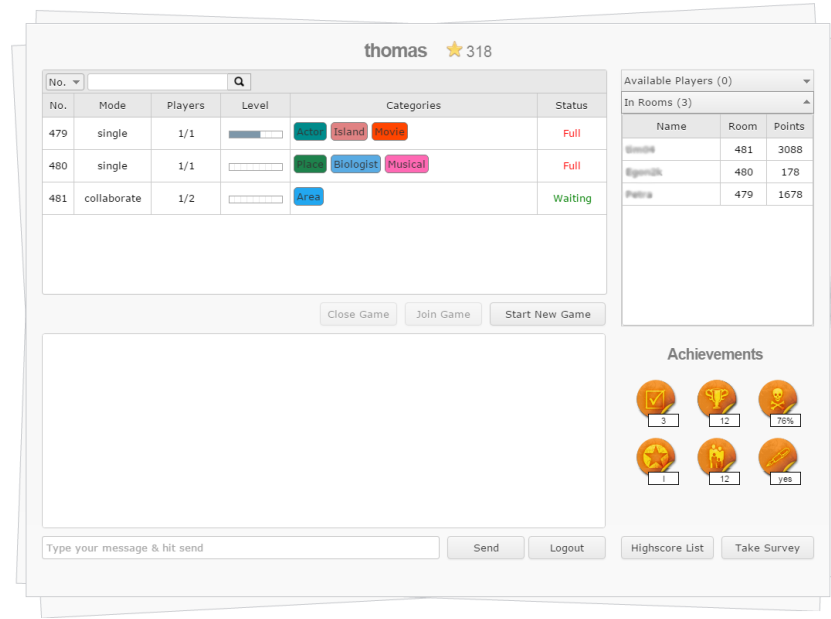 thomas 318
No.
No. Mode Players Level Categories Status
479 single 1/1 Actor Island Movie Full
480 single 1/1 Place Biologist Musical Full
481 collaborate 1/2 Area Waiting
Close Game Join Game Start New Game
Available Players (0)
In Rooms (3)
Name Room Points
481 3088
480 178
479 1678
Achievements
3 12 76%
I 12 yes
Type your message & hit send Send Logout Highscore List Take Survey